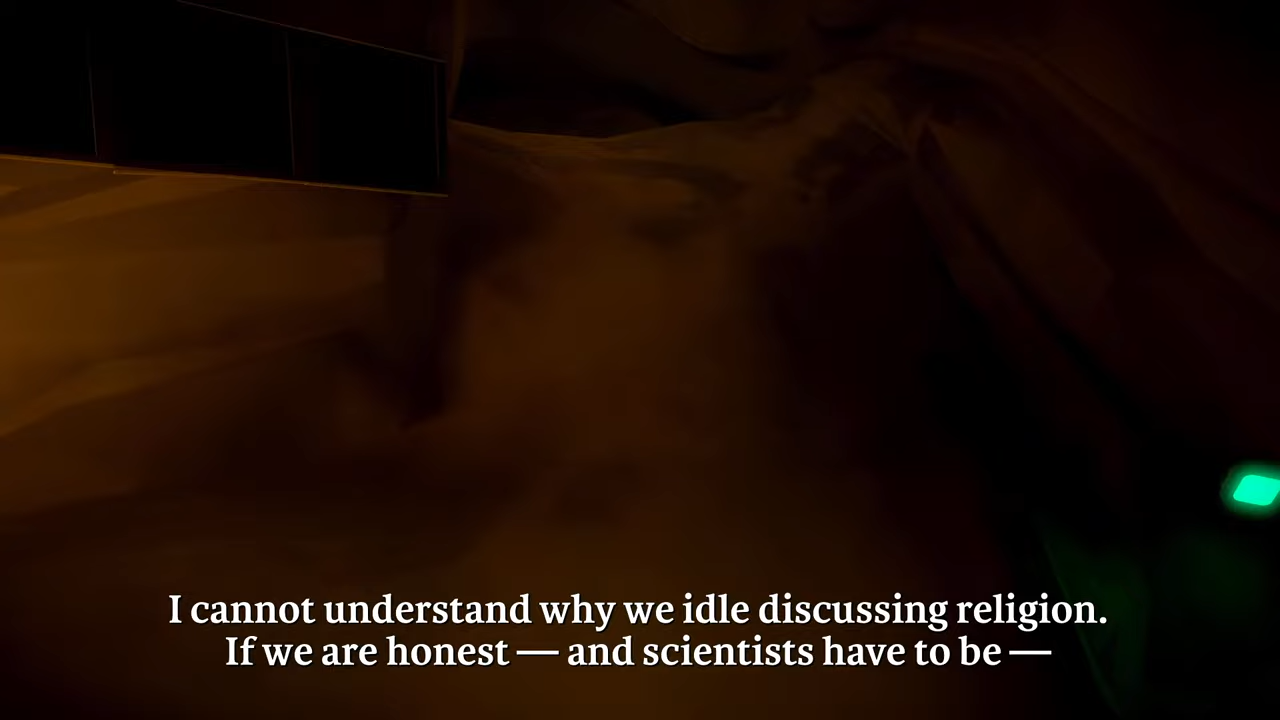 I cannot understand why we idle discussing religion.
If we are honest — and scientists have to be —